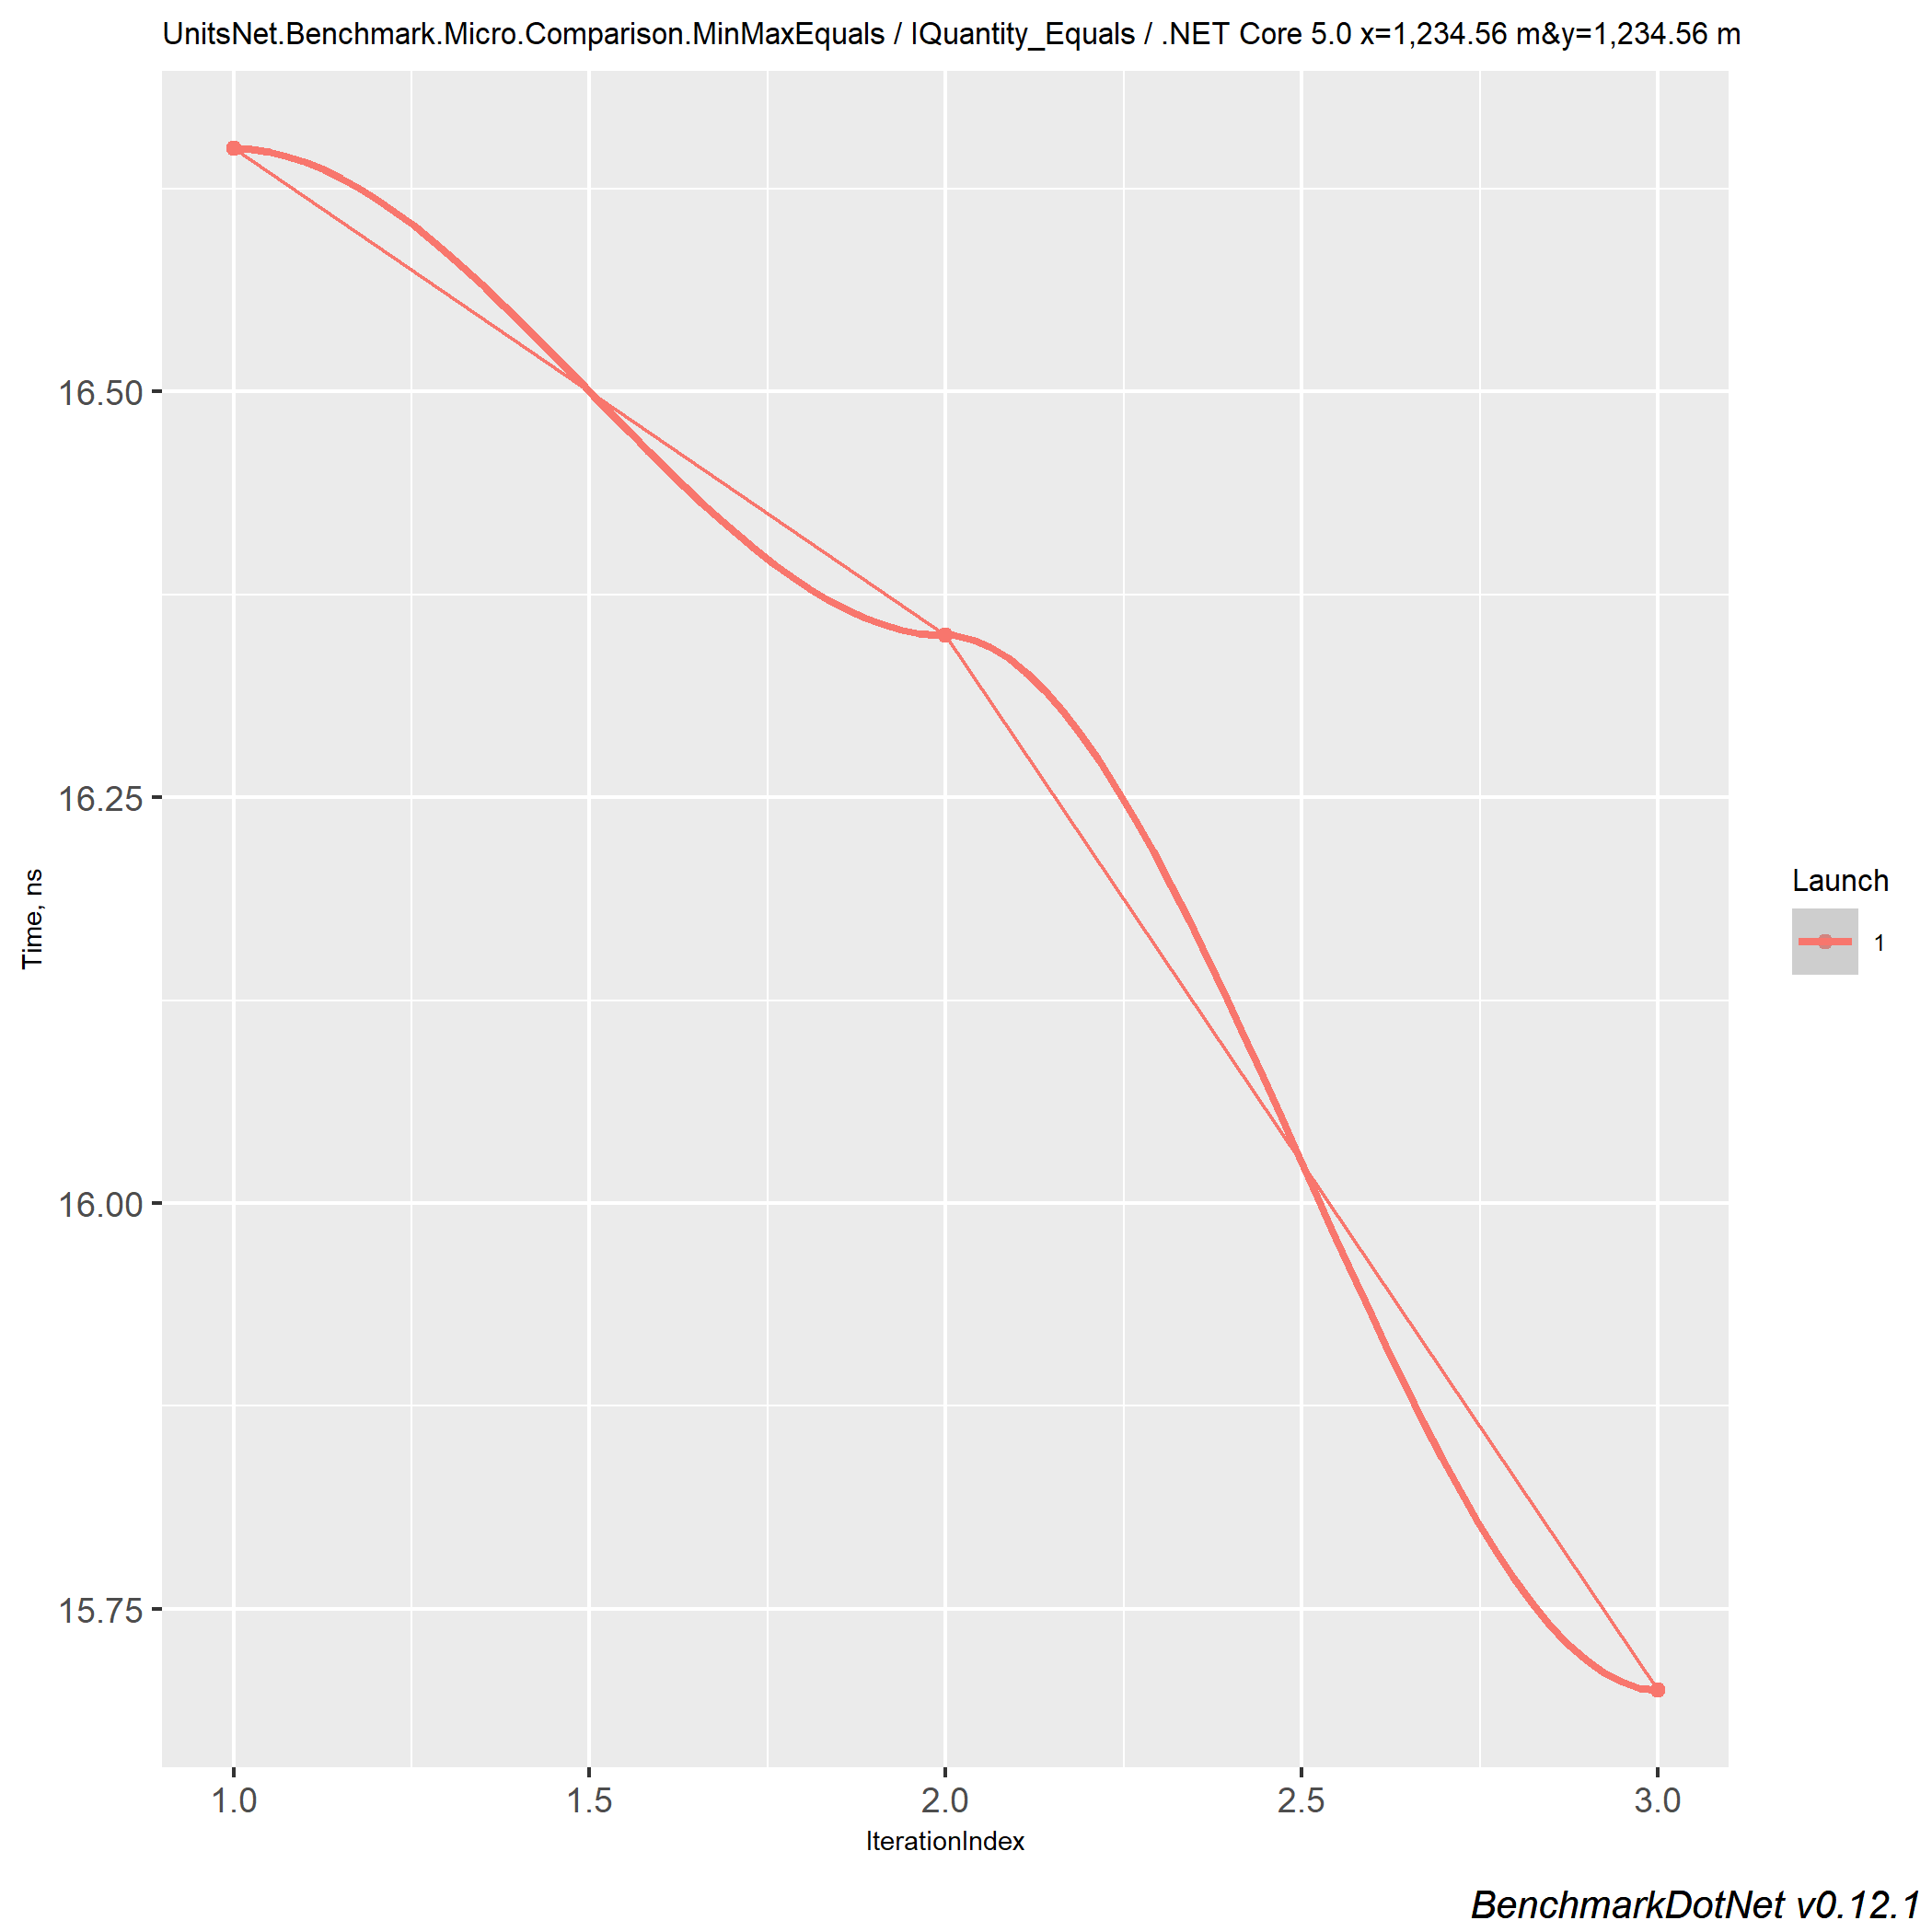 UnitsNet.Benchmark.Micro.Comparison.MinMaxEquals / IQuantity_Equals / .NET Core 5.0 x=1,234.56 m&y=1,234.56 m
16.50
16.25
16.00
15.75
Time, ns
Launch
1
1.0 1.5 2.0 2.5 3.0
IterationIndex
BenchmarkDotNet v0.12.1